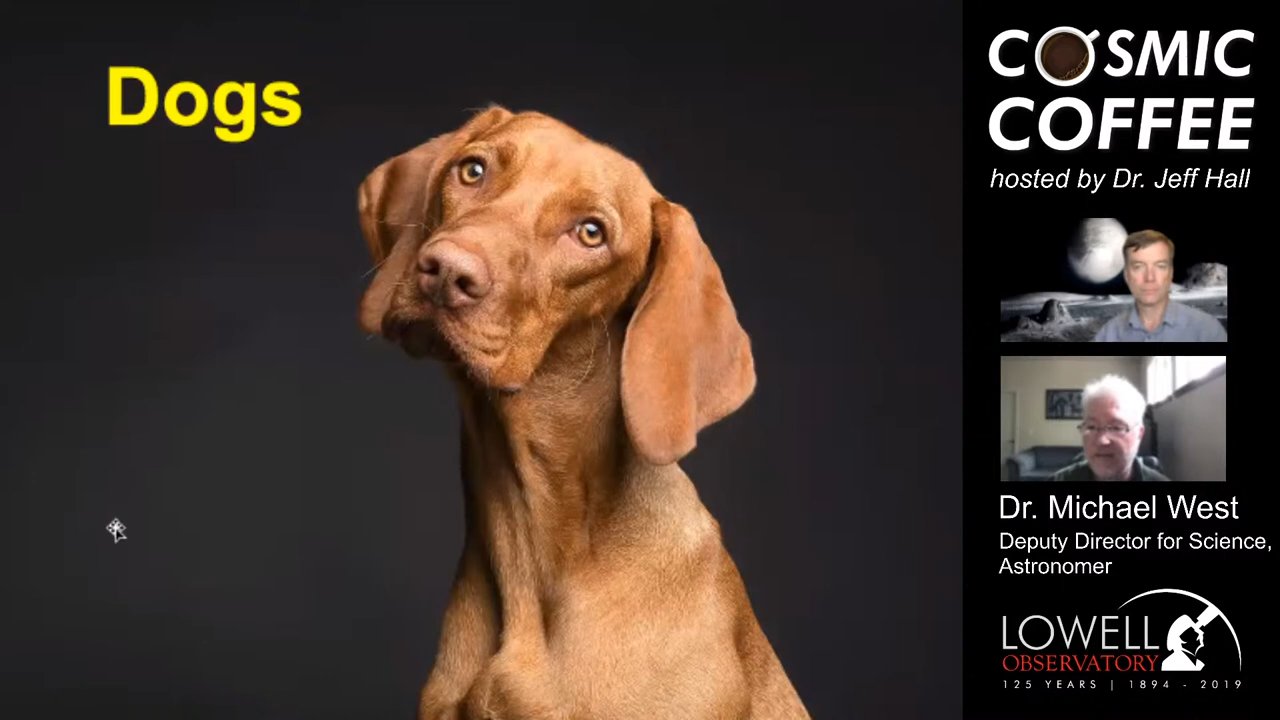 Dogs
COSMIC
COFFEE
hosted by Dr. Jeff Hall
Dr. Michael West
Deputy Director for Science,
Astronomer
LOWELL
OBSERVATORY
125 YEARS | 1894 - 2019